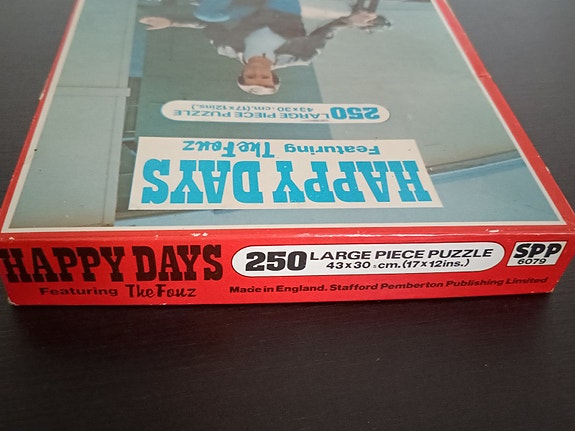 250
LARGE PIECE PUZZLE
43x30.cm.(17x12ins.)
HAPPY DAYS
Featuring The Fonz
HAPPY DAYS
Featuring The Fonz
250 LARGE PIECE PUZZLE
43x30.cm.(17x12ins.)
SPP
6079
Made in England. Stafford Pemberton Publishing Limited